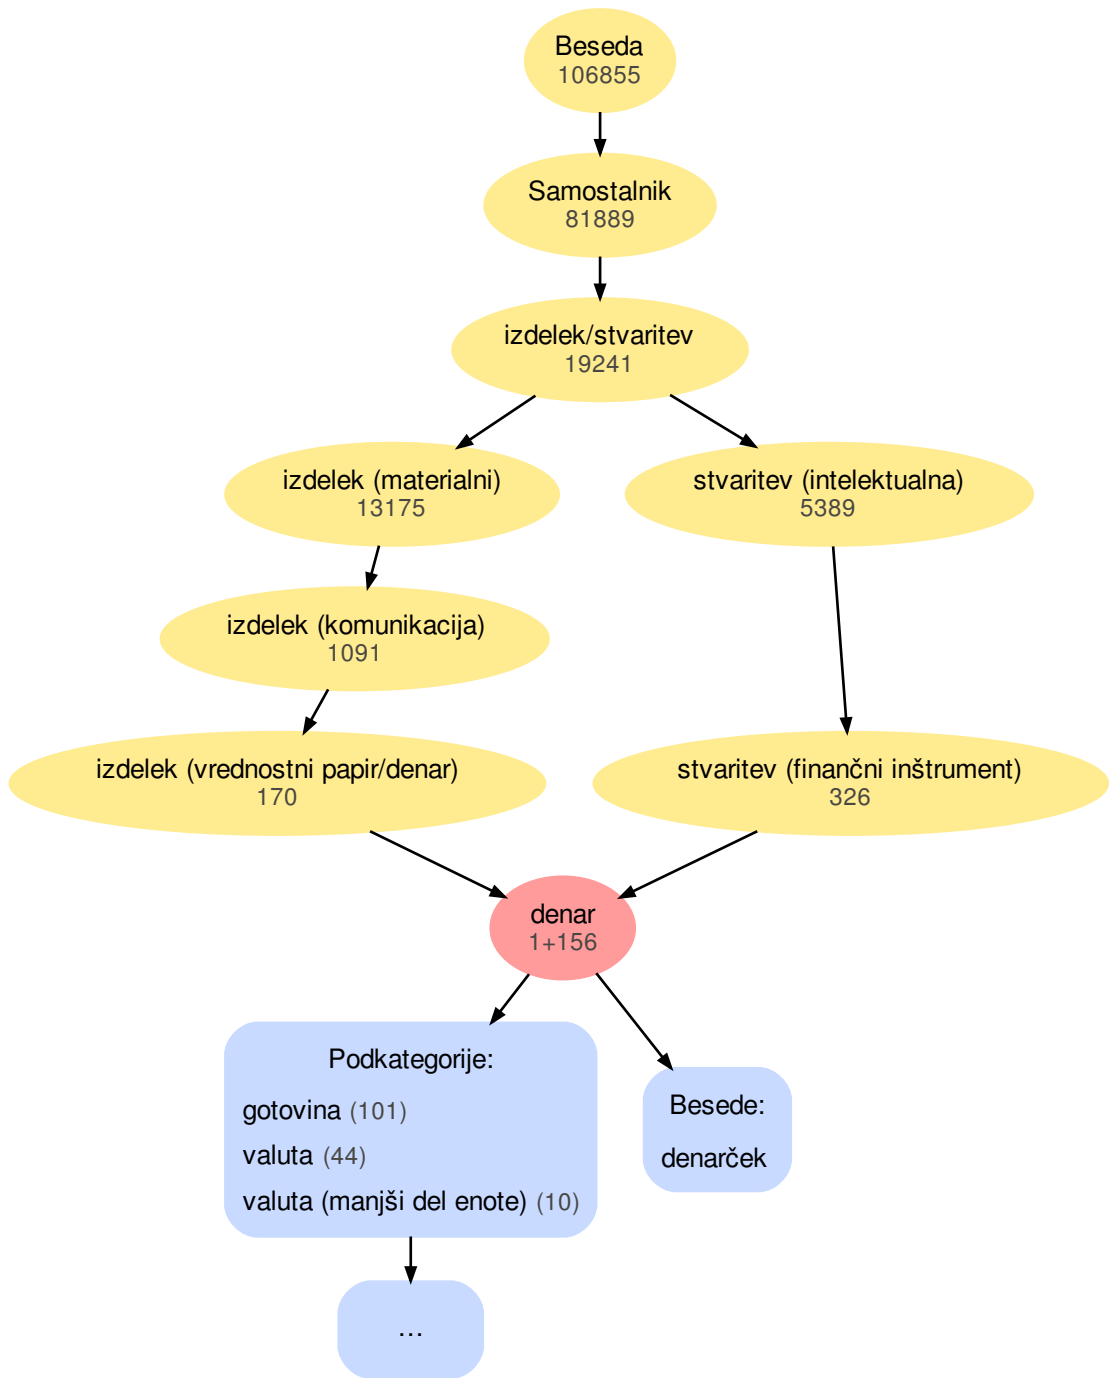 Beseda
106855
Samostalnik
81889
izdelek/stvaritev
19241
izdelek (materialni)
13175
stvaritev (intelektualna)
5389
izdelek (komunikacija)
1091
izdelek (vrednostni papir/denar)
170
stvaritev (finančni inštrument)
326
denar
1+156
Podkategorije:
gotovina (101)
valuta (44)
valuta (manjši del enote) (10)
Besede:
denarček
...